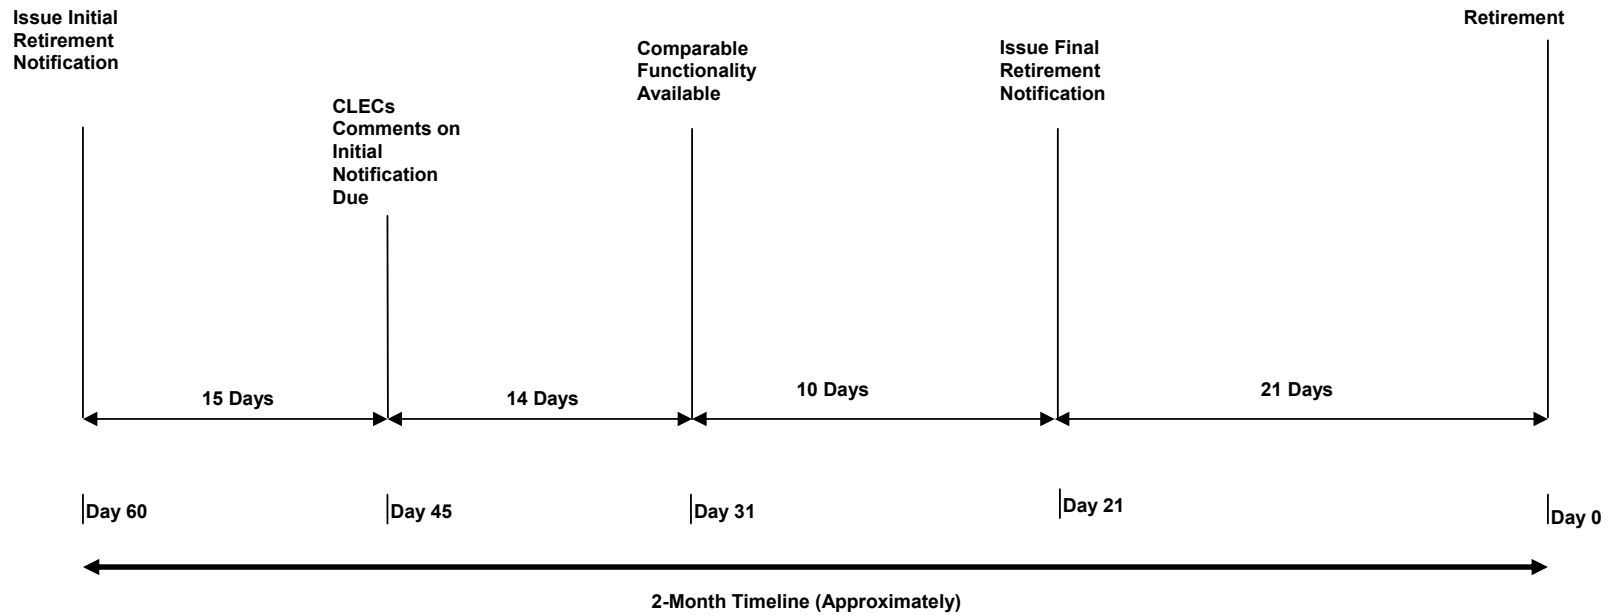 Issue Initial
Retirement
Notification
CLECs
Comments on
Initial
Notification
Due
Comparable
Functionality
Available
Issue Final
Retirement
Notification
Retirement
15 Days
14 Days
10 Days
21 Days
Day 60
Day 45
Day 31
Day 21
Day 0
2-Month Timeline (Approximately)